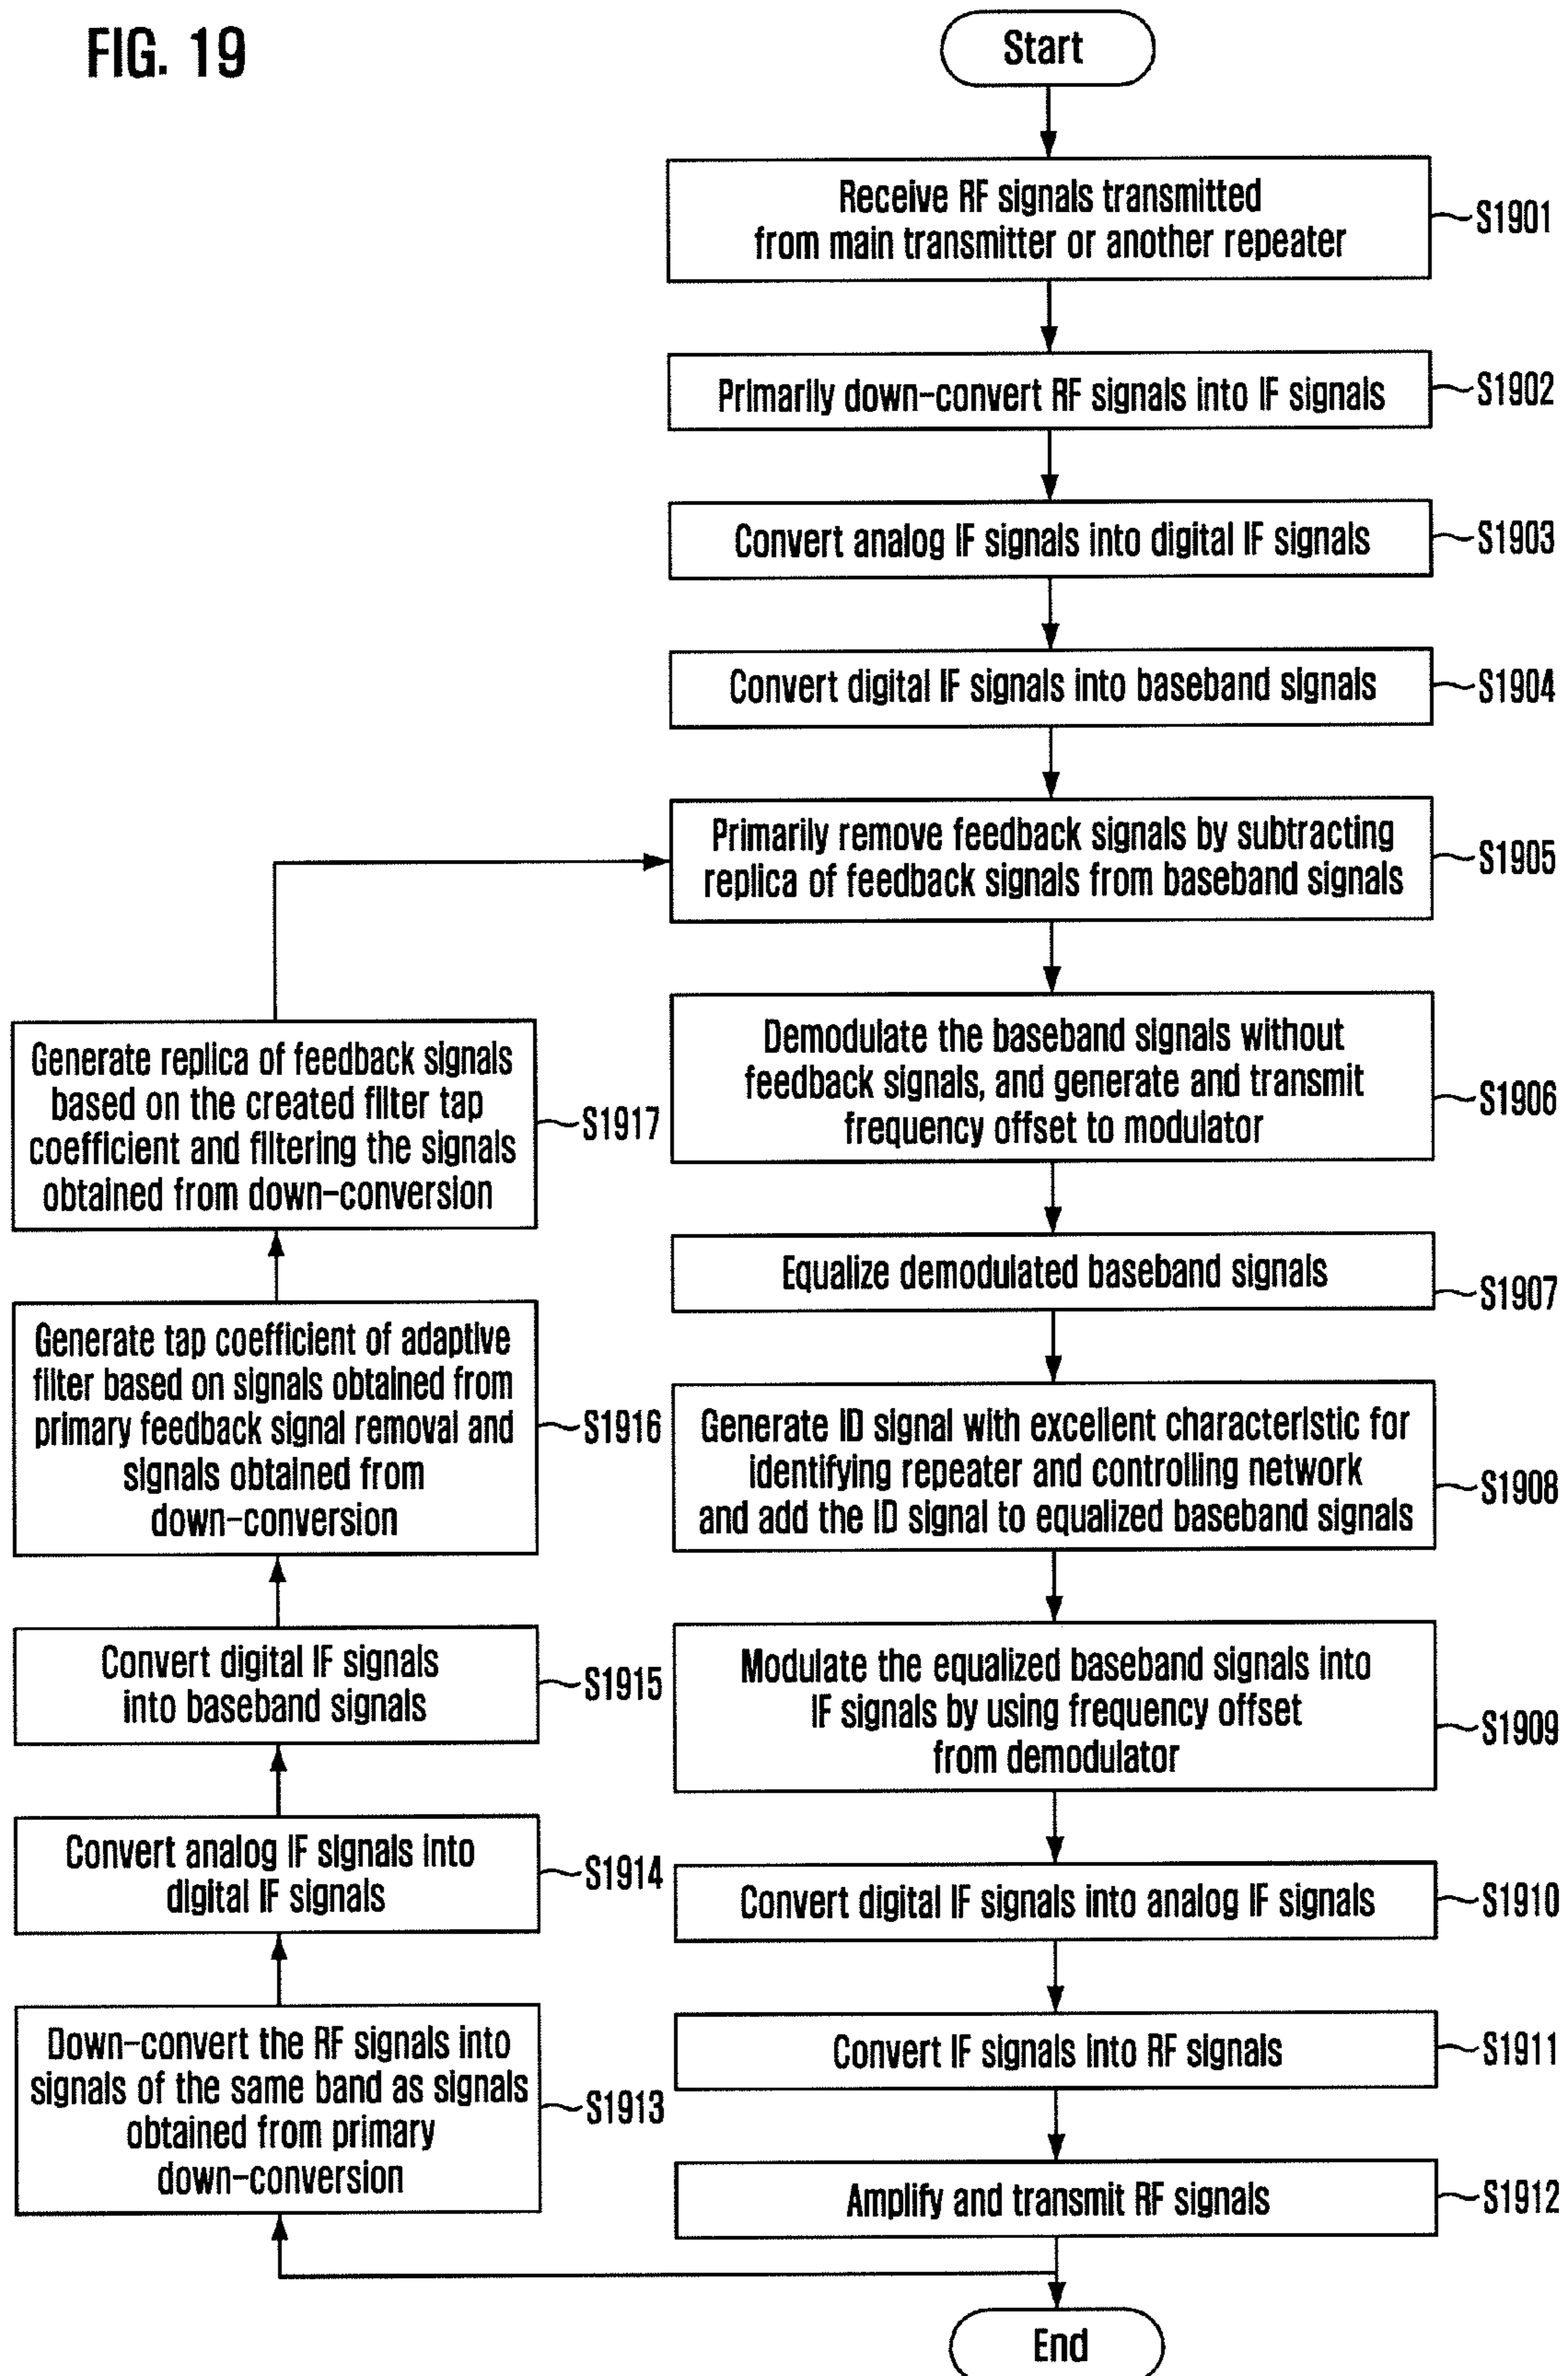 FIG. 19
Start
Receive RF signals transmitted
from main transmitter or another repeater
S1901
Primarily down-convert RF signals into IF signals
S1902
Convert analog IF signals into digital IF signals
S1903
Convert digital IF signals into baseband signals
S1904
Primarily remove feedback signals by subtracting
replica of feedback signals from baseband signals
S1905
Demodulate the baseband signals without
feedback signals, and generate and transmit
frequency offset to modulator
S1906
Equalize demodulated baseband signals
S1907
Generate ID signal with excellent characteristic for
identifying repeater and controlling network
and add the ID signal to equalized baseband signals
S1908
Modulate the equalized baseband signals into
IF signals by using frequency offset
from demodulator
S1909
Convert digital IF signals into analog IF signals
S1910
Convert IF signals into RF signals
S1911
Amplify and transmit RF signals
S1912
Down-convert the RF signals into
signals of the same band as signals
obtained from primary
down-conversion
S1913
Convert analog IF signals into
digital IF signals
S1914
Convert digital IF signals
into baseband signals
S1915
Generate tap coefficient of adaptive
filter based on signals obtained from
primary feedback signal removal and
signals obtained from
down-conversion
S1916
Generate replica of feedback signals
based on the created filter tap
coefficient and filtering the signals
obtained from down-conversion
S1917
End